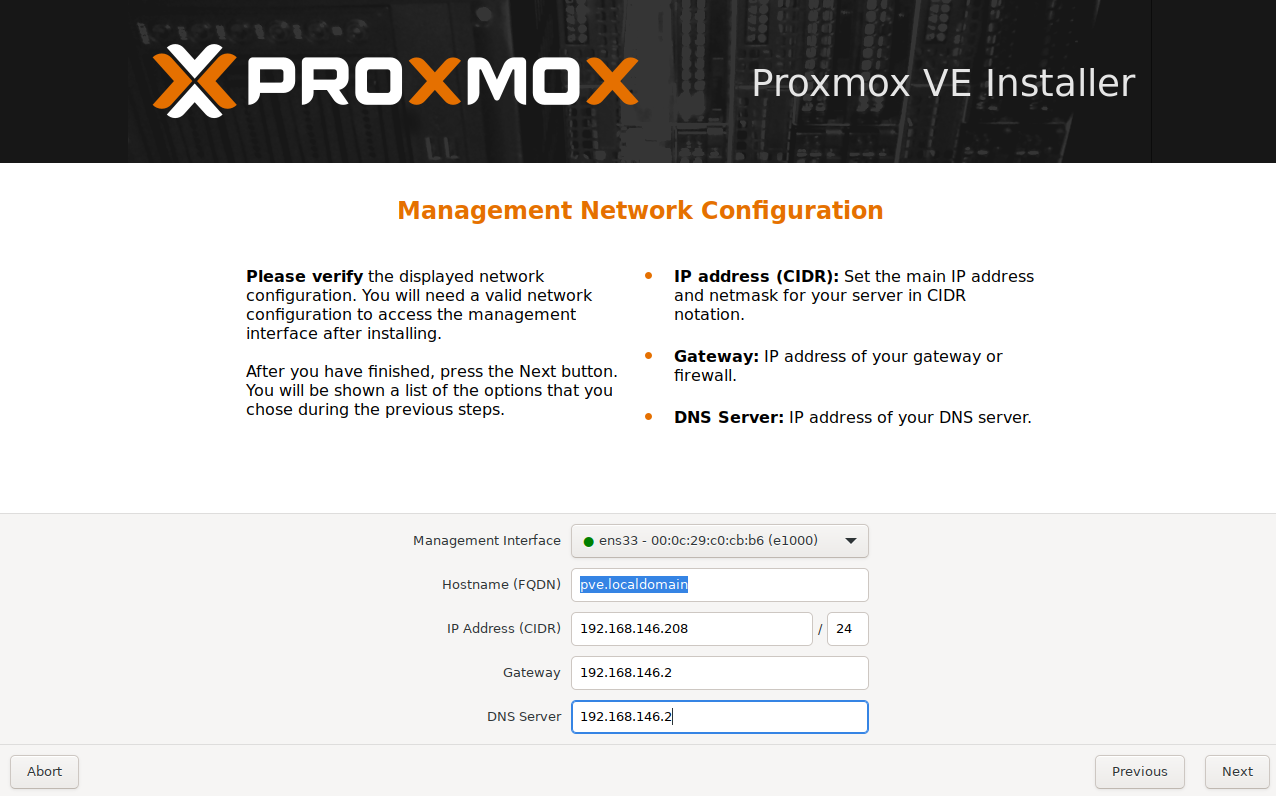 PROXMOX
Proxmox VE Installer
LL
Management Network Configuration
Please verify the displayed network
configuration. You will need a valid network
configuration to access the management
interface after installing.
After you have finished, press the Next button.
You will be shown a list of the options that you
chose during the previous steps.
IP address (CIDR): Set the main IP address
and netmask for your server in CIDR
notation.
Gateway: IP address of your gateway or
firewall.
DNS Server: IP address of your DNS server.
Management Interface ens33 - 00:0c:29:c0:cb:b6 (e1000)
Hostname (FQDN) pve.localdomain
IP Address (CIDR) 192.168.146.208 / 24
Gateway 192.168.146.2
DNS Server 192.168.146.2
Abort Previous Next